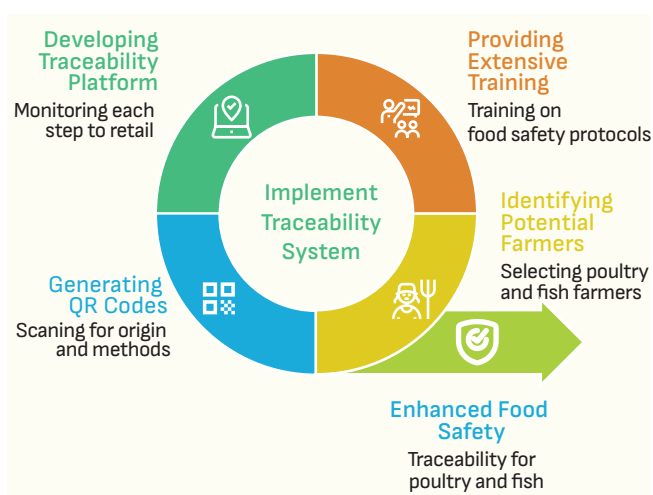 Developing
Traceability
Platform
Monitoring each
step to retail
Providing
Extensive
Training
Training on
food safety protocols
Implement
Traceability
System
Identifying
Potential
Farmers
Selecting poultry
and fish farmers
Generating
QR Codes
Scaning for origin
and methods
Enhanced Food
Safety
Traceability for
poultry and fish